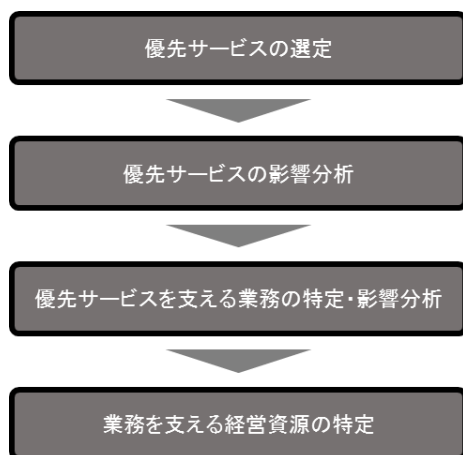 優先サービスの選定
優先サービスの影響分析
優先サービスを支える業務の特定・影響分析
業務を支える経営資源の特定